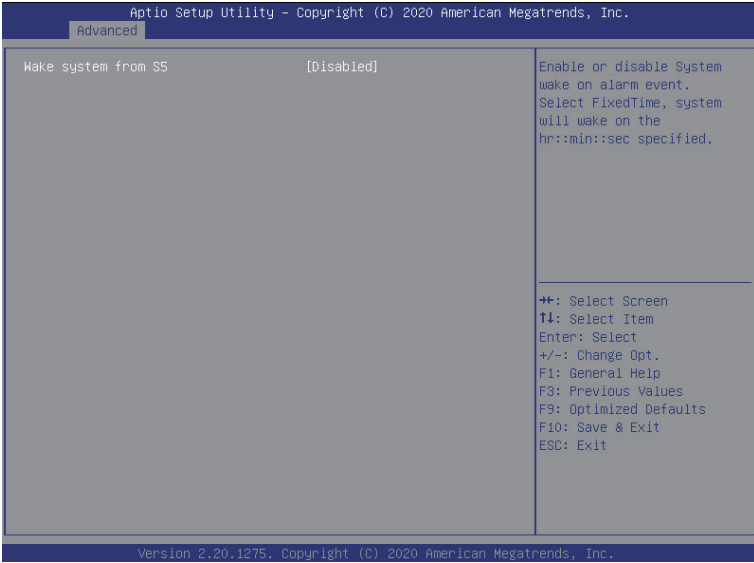 Aptio Setup Utility – Copyright (C) 2020 American Megatrends, Inc.
Advanced
Wake system from S5 [Disabled]
Enable or disable System
wake on alarm event.
Select FixedTime, system
will wake on the
hr::min::sec specified.
→←: Select Screen
↑↓: Select Item
Enter: Select
+/-: Change Opt.
F1: General Help
F3: Previous Values
F9: Optimized Defaults
F10: Save & Exit
ESC: Exit
Version 2.20.1275. Copyright (C) 2020 American Megatrends, Inc.